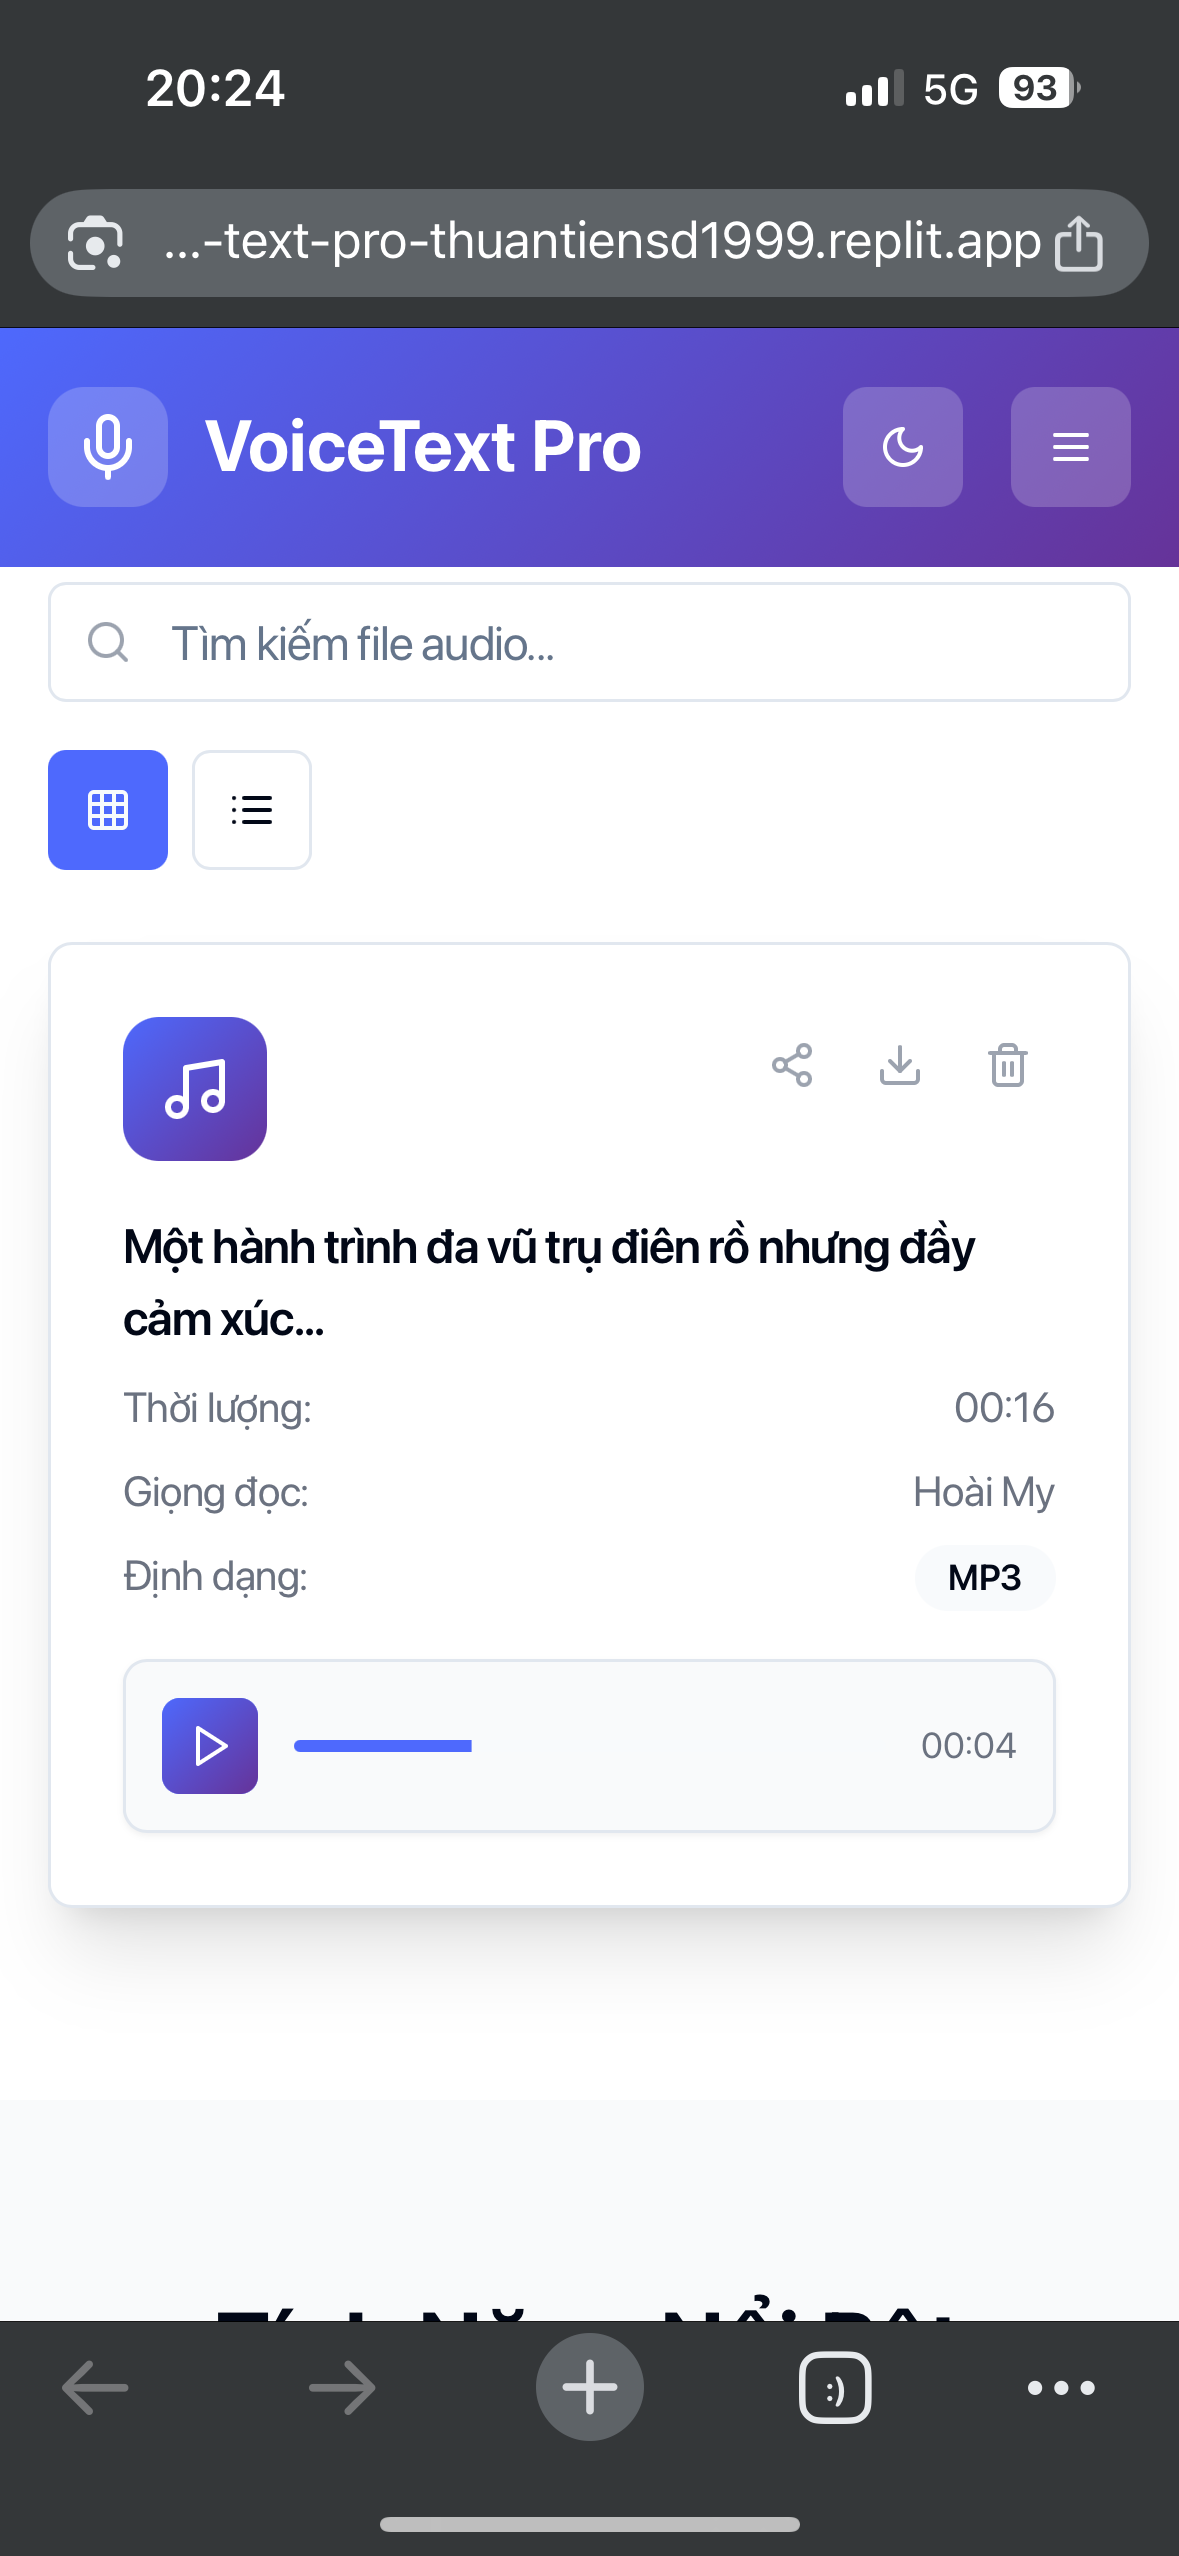 20:24
5G 93
...-text-pro-thuantiensd1999.replit.app
VoiceText Pro
Tìm kiếm file audio...
Một hành trình đa vũ trụ điên rồ nhưng đầy
cảm xúc...
Thời lượng: 00:16
Giọng đọc: Hoài My
Định dạng: MP3
00:04
:)